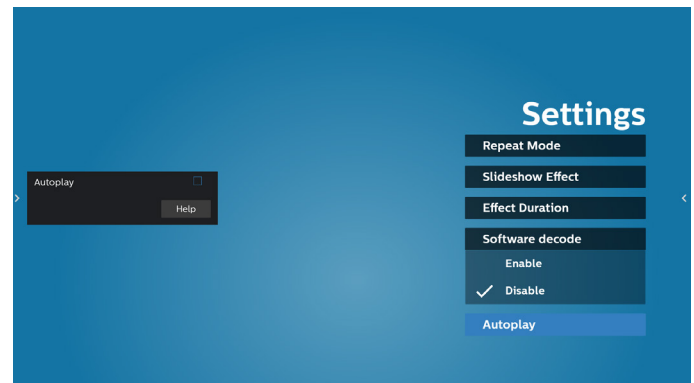 Settings
Repeat Mode
Slideshow Effect
Effect Duration
Software decode
Enable
Disable
Autoplay
Autoplay
Help